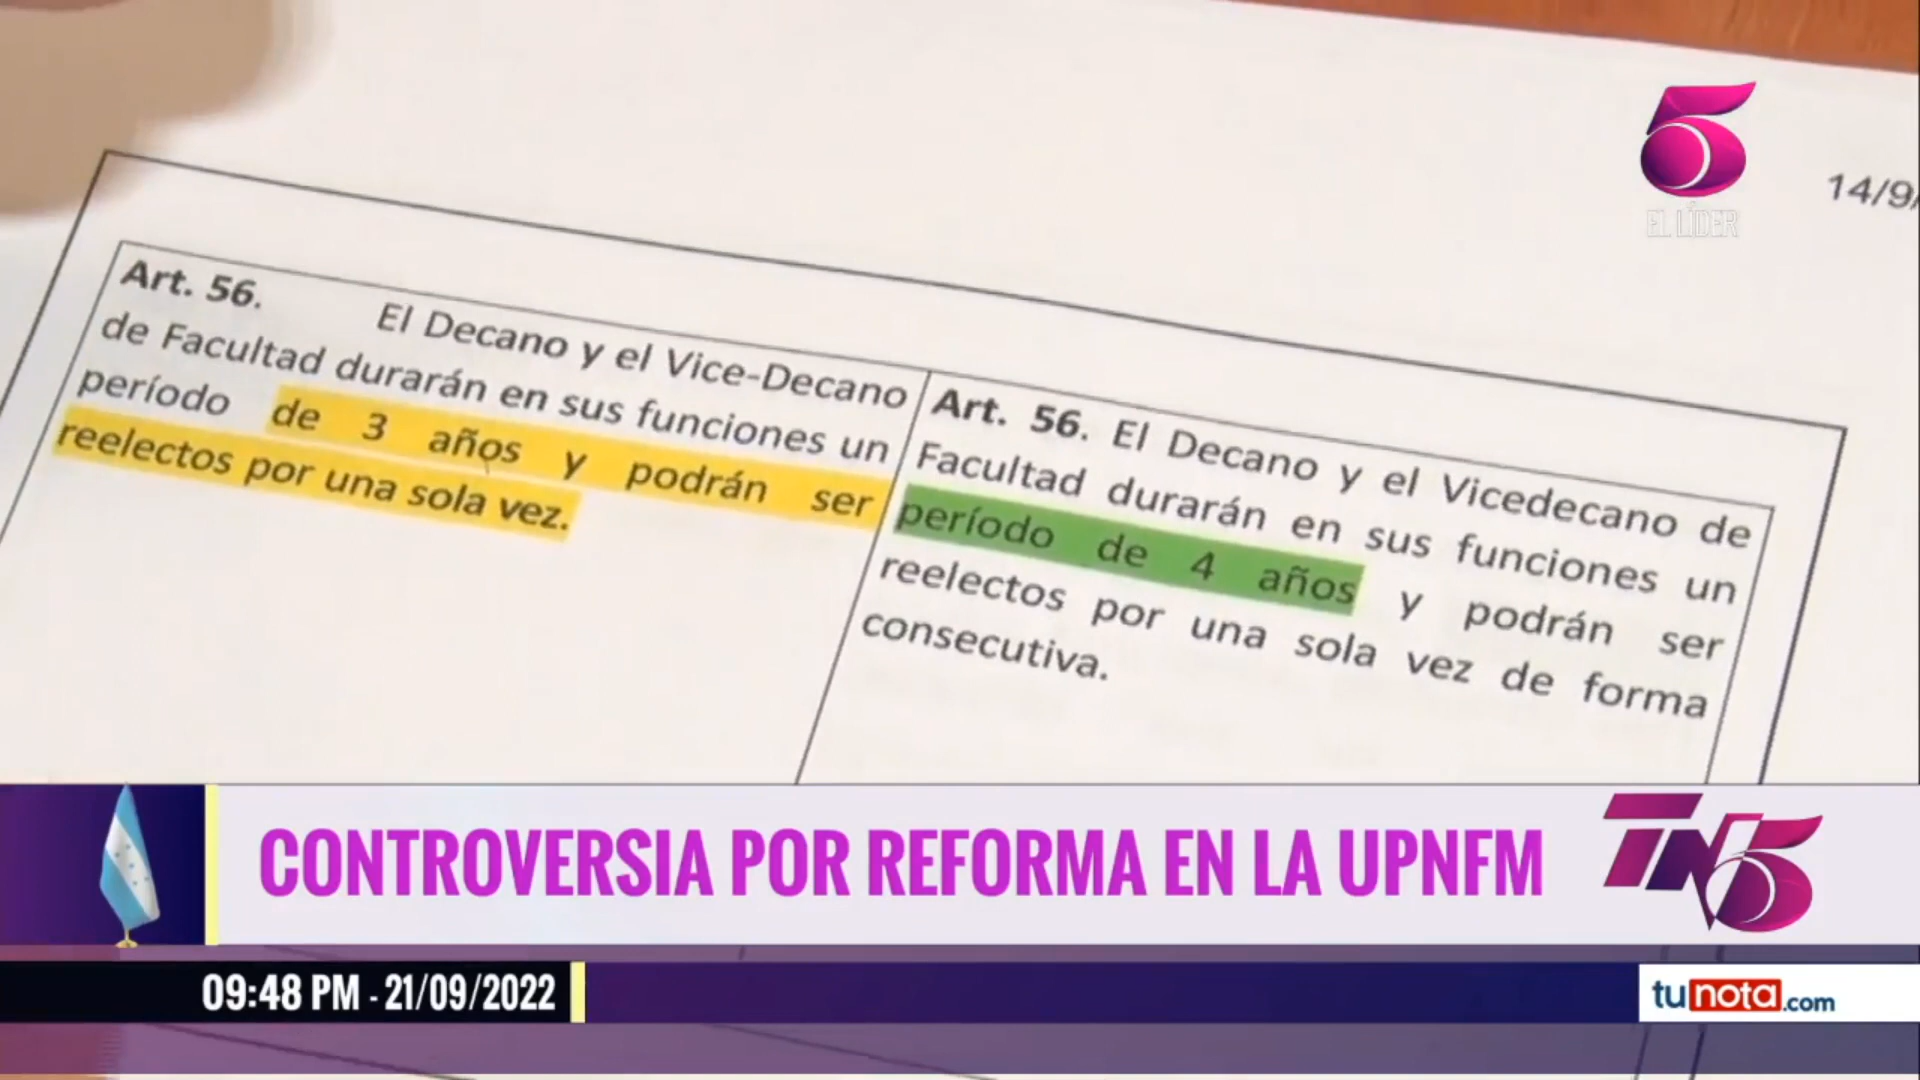 5
EL LÍDER
14/9/
Art. 56. El Decano y el Vice-Decano
de Facultad durarán en sus funciones un
período de 3 años y podrán ser
reelectos por una sola vez.
Art. 56. El Decano y el Vicedecano de
Facultad durarán en sus funciones un
período de 4 años y podrán ser
reelectos por una sola vez de forma
consecutiva.
CONTROVERSIA POR REFORMA EN LA UPNFM
TN5
09:48 PM - 21/09/2022
tunota.com